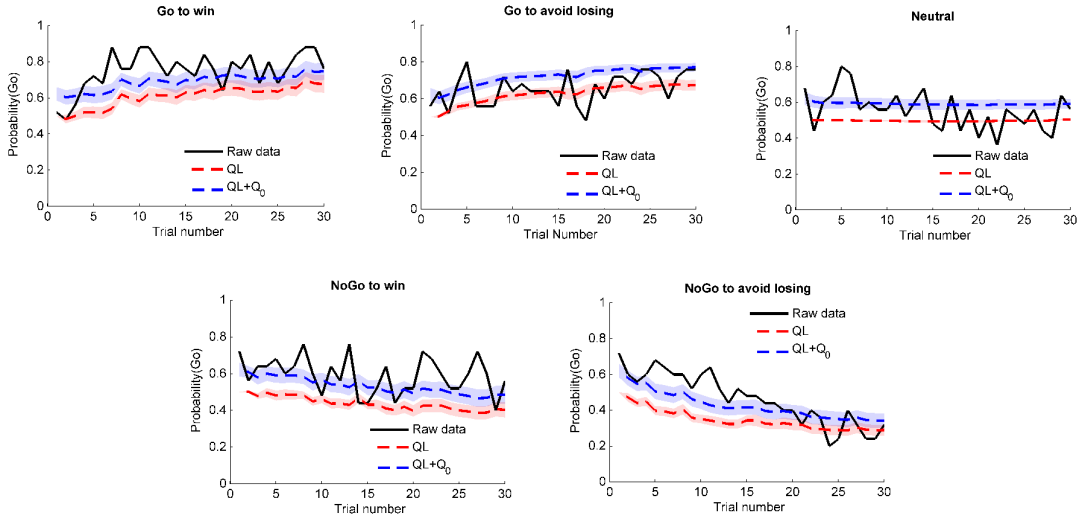 Go to win
Probability(Go)
1
0.8
0.6
0.4
0.2
0
Raw data
QL
QL+Q0
0 5 10 15 20 25 30
Trial number
Go to avoid losing
Probability(Go)
1
0.8
0.6
0.4
0.2
0
Raw data
QL
QL+Q0
0 5 10 15 20 25 30
Trial Number
Neutral
Probability(Go)
1
0.8
0.6
0.4
0.2
0
Raw data
QL
QL+Q0
0 5 10 15 20 25 30
Trial number
NoGo to win
Probability(Go)
1
0.8
0.6
0.4
0.2
0
Raw data
QL
QL+Q0
0 5 10 15 20 25 30
Trial number
NoGo to avoid losing
Probability(Go)
1
0.8
0.6
0.4
0.2
0
Raw data
QL
QL+Q0
0 5 10 15 20 25 30
Trial number